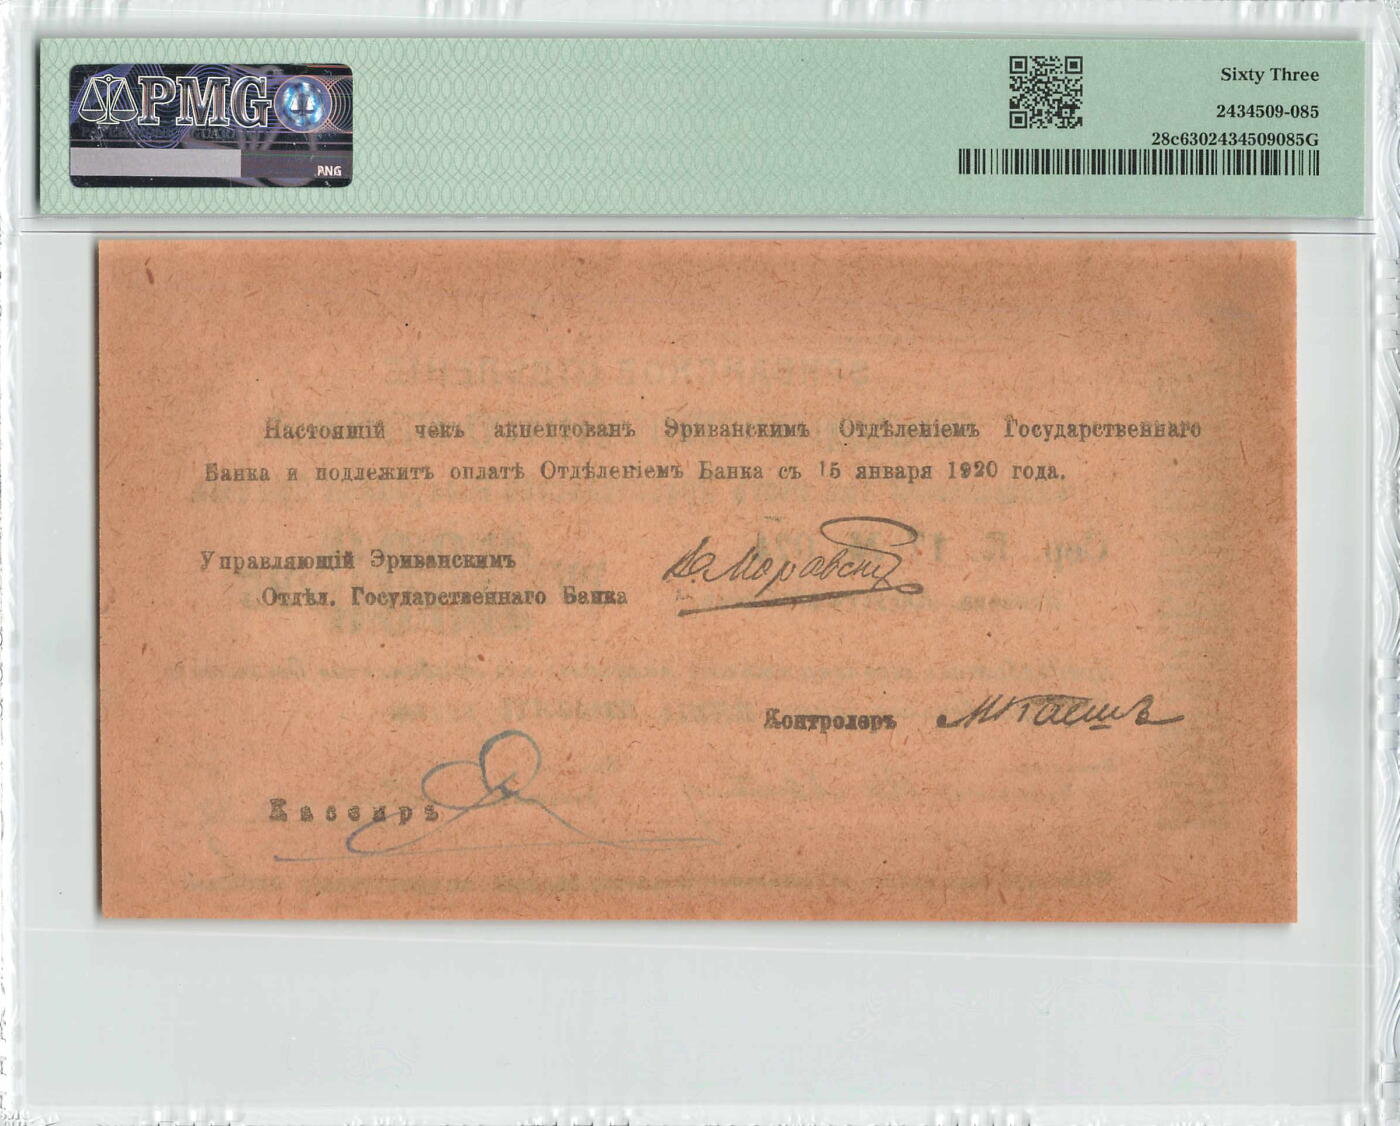 PMG
PNG
Sixty Three
2434509-085
28c6302434509085G
Настоящій чекъ акцептованъ Эриванскимъ Отдѣленіемъ Государственнаго
Банка и подлежитъ оплатѣ Отдѣленіемъ Банка съ 15 января 1920 года.
Управляющій Эриванскимъ
Отдѣл. Государственнаго Банка
Контролеръ
Кассиръ